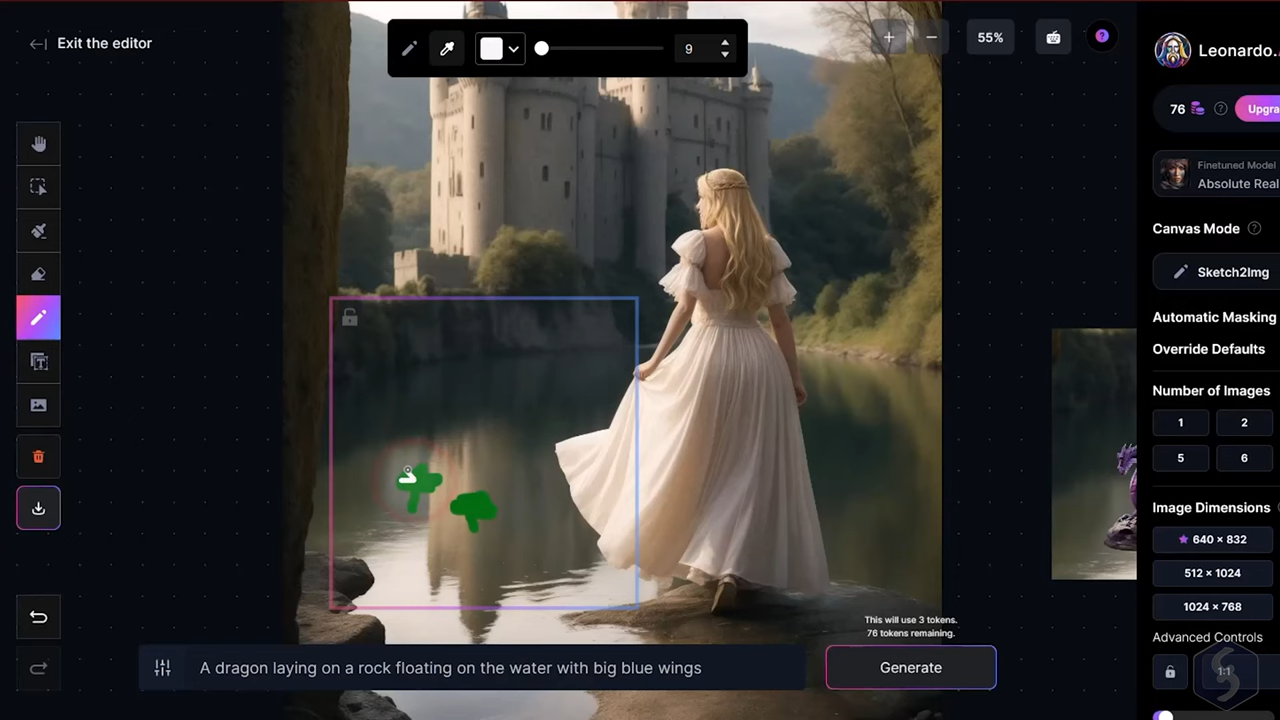 Exit the editor
9
55%
Leonardo.
76
Upgra
Finetuned Model
Absolute Real
Canvas Mode
Sketch2Img
Automatic Masking
Override Defaults
Number of Images
1 2
5 6
Image Dimensions
640 × 832
512 × 1024
1024 × 768
This will use 3 tokens.
76 tokens remaining.
Advanced Controls
1:1
A dragon laying on a rock floating on the water with big blue wings
Generate